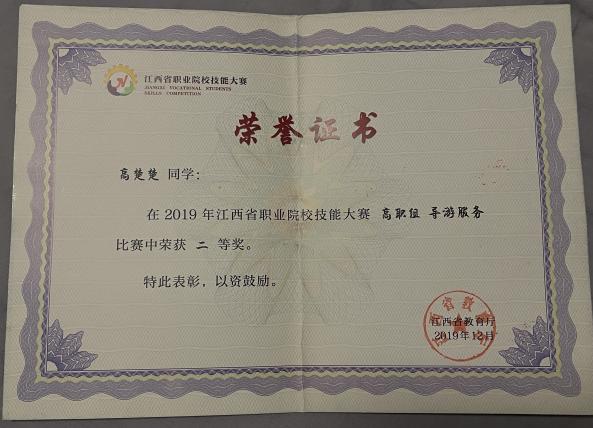 江西省职业院校技能大赛
JIANGXI VOCATIONAL STUDENTS
SKILLS COMPETITION
荣誉证书
高楚楚 同学：
在 2019 年江西省职业院校技能大赛 高职组 导游服务
比赛中荣获 二 等奖。
特此表彰，以资鼓励。
江西省教育厅
2019年12月